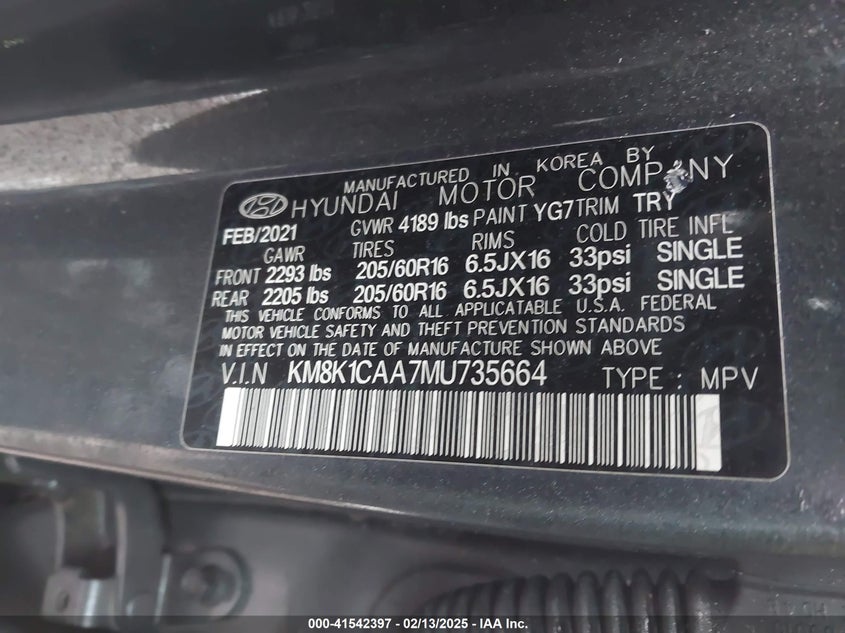 MANUFACTURED IN KOREA BY
HYUNDAI MOTOR COMPANY
FEB/2021 GVWR 4189 lbs PAINT YG7 TRIM TRY
GAWR TIRES RIMS COLD TIRE INFL
FRONT 2293 lbs 205/60R16 6.5JX16 33psi SINGLE
REAR 2205 lbs 205/60R16 6.5JX16 33psi SINGLE
THIS VEHICLE CONFORMS TO ALL APPLICATABLE U.S.A. FEDERAL
MOTOR VEHICLE SAFETY AND THEFT PREVENTION STANDARDS
IN EFFECT ON THE DATE OF MANUFACTURE SHOWN ABOVE.
V.I.N KM8K1CAA7MU735664 TYPE : MPV
000-41542397 / 02/13/2025 - IAA Inc.